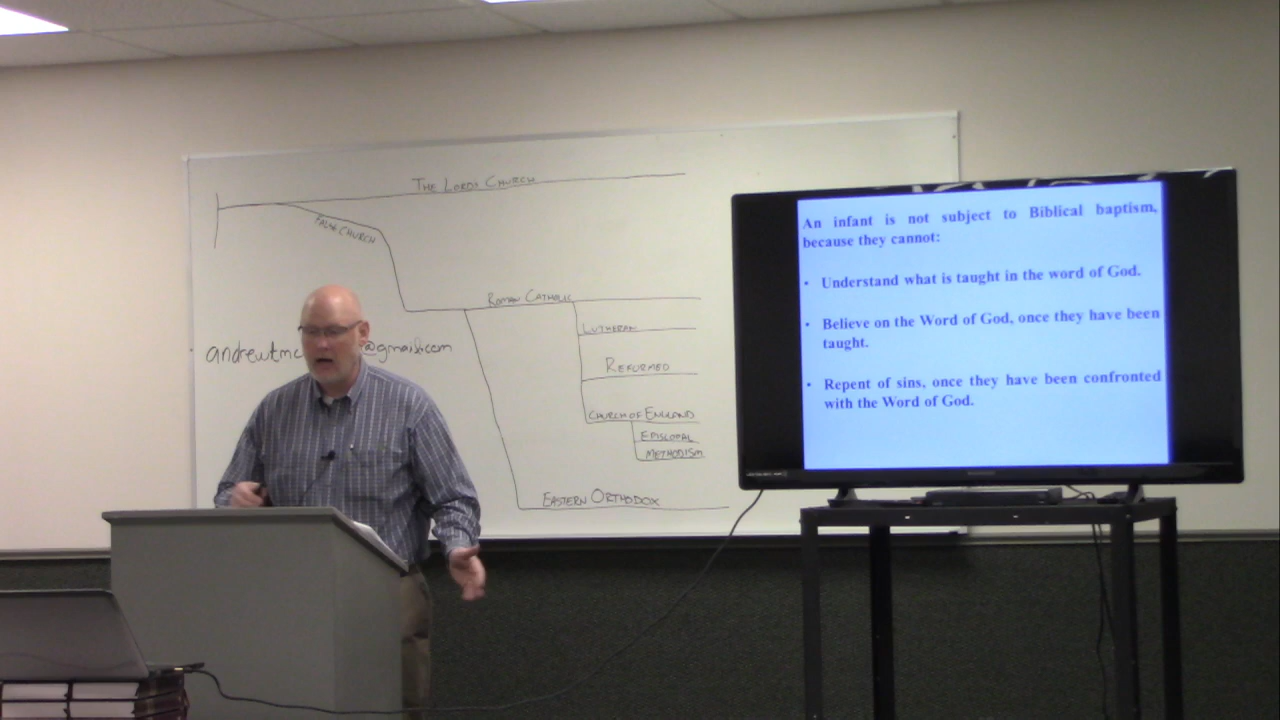 THE LORDS CHURCH
FALSE CHURCH
ROMAN CATHOLIC
LUTHERAN
andrewtmc @gmail.com
REFORMED
CHURCH OF ENGLAND
EPISCOPAL
METHODISM
EASTERN ORTHODOX
An infant is not subject to Biblical baptism,
because they cannot:
• Understand what is taught in the word of God.
• Believe on the Word of God, once they have been
taught.
• Repent of sins, once they have been confronted
with the Word of God.